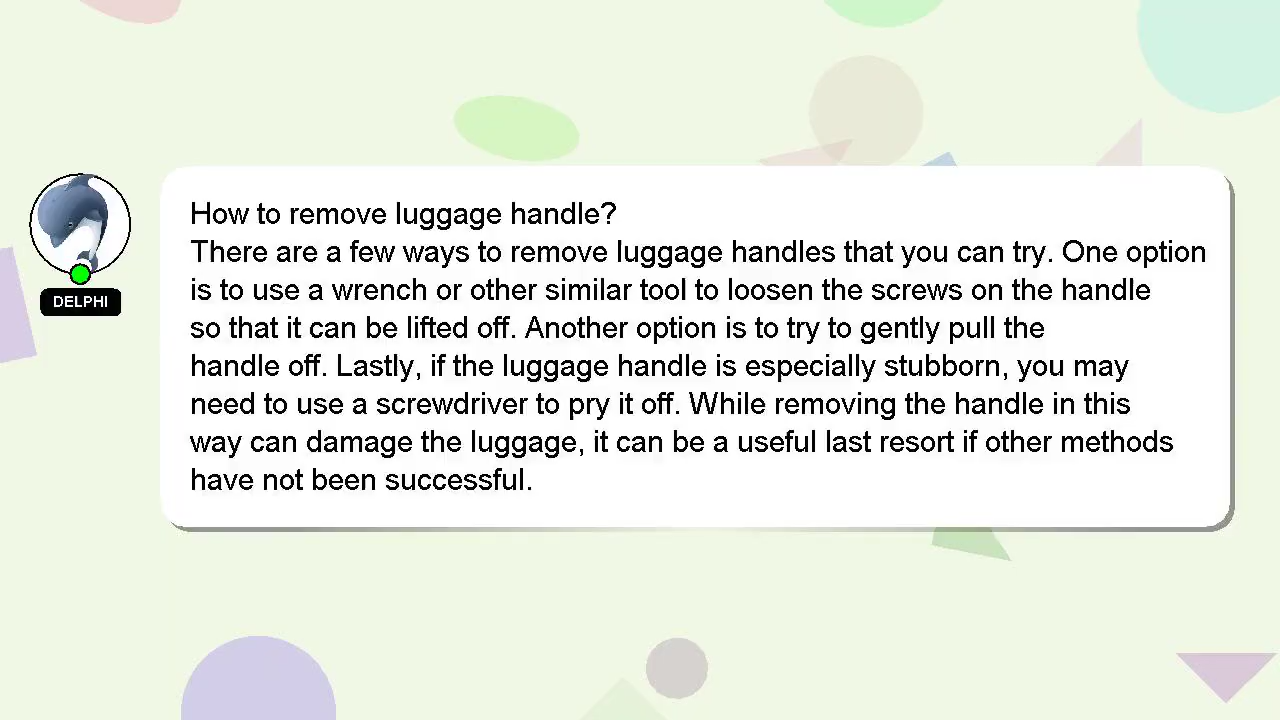 How to remove luggage handle?
There are a few ways to remove luggage handles that you can try. One option
is to use a wrench or other similar tool to loosen the screws on the handle
so that it can be lifted off. Another option is to try to gently pull the
handle off. Lastly, if the luggage handle is especially stubborn, you may
need to use a screwdriver to pry it off. While removing the handle in this
way can damage the luggage, it can be a useful last resort if other methods
have not been successful.
DELPHI